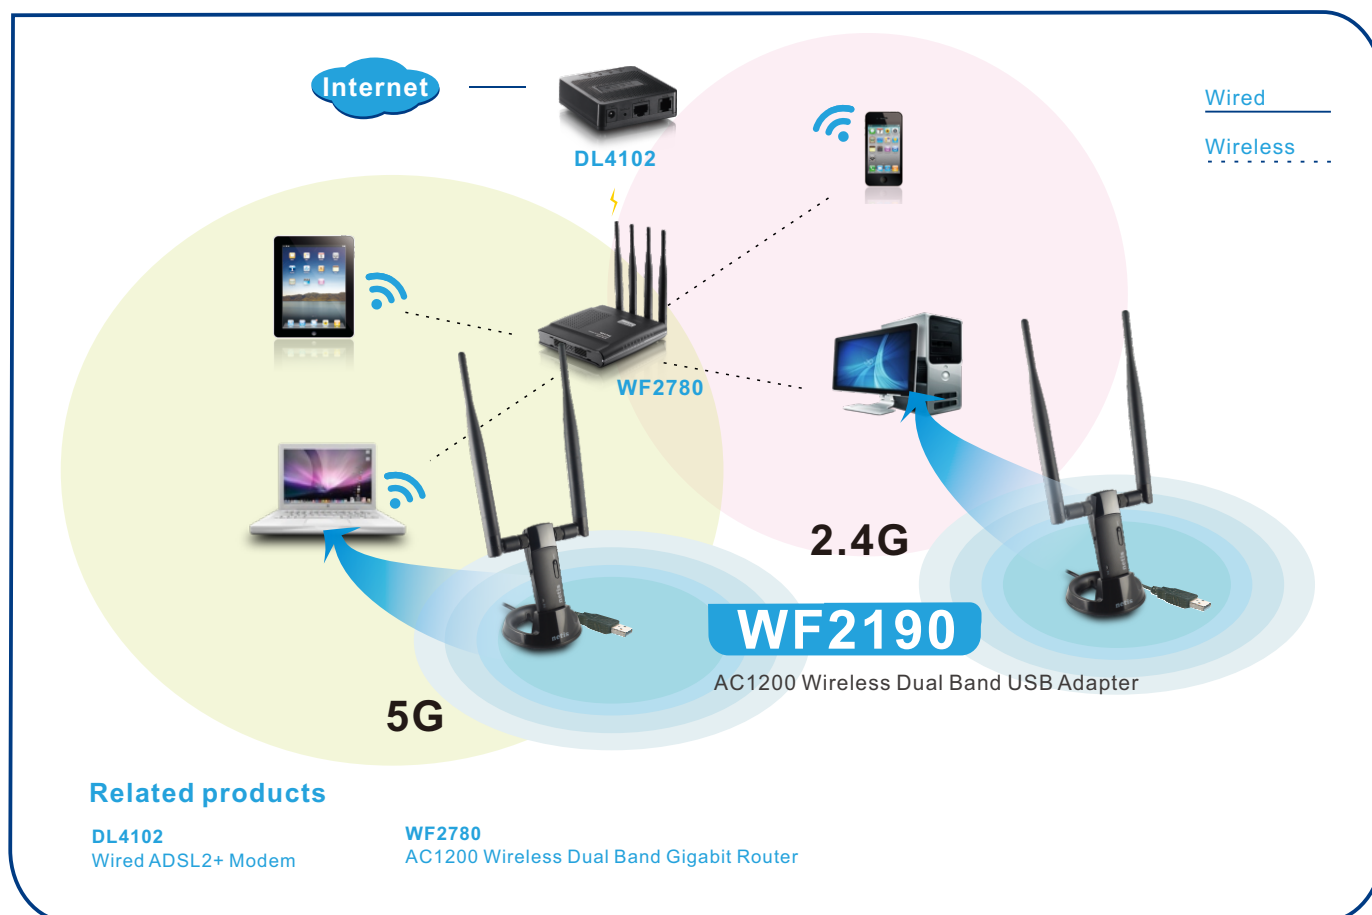 Internet
DL4102
Wired
Wireless
WF2780
2.4G
WF2190
AC1200 Wireless Dual Band USB Adapter
5G
Related products
DL4102
Wired ADSL2+ Modem
WF2780
AC1200 Wireless Dual Band Gigabit Router